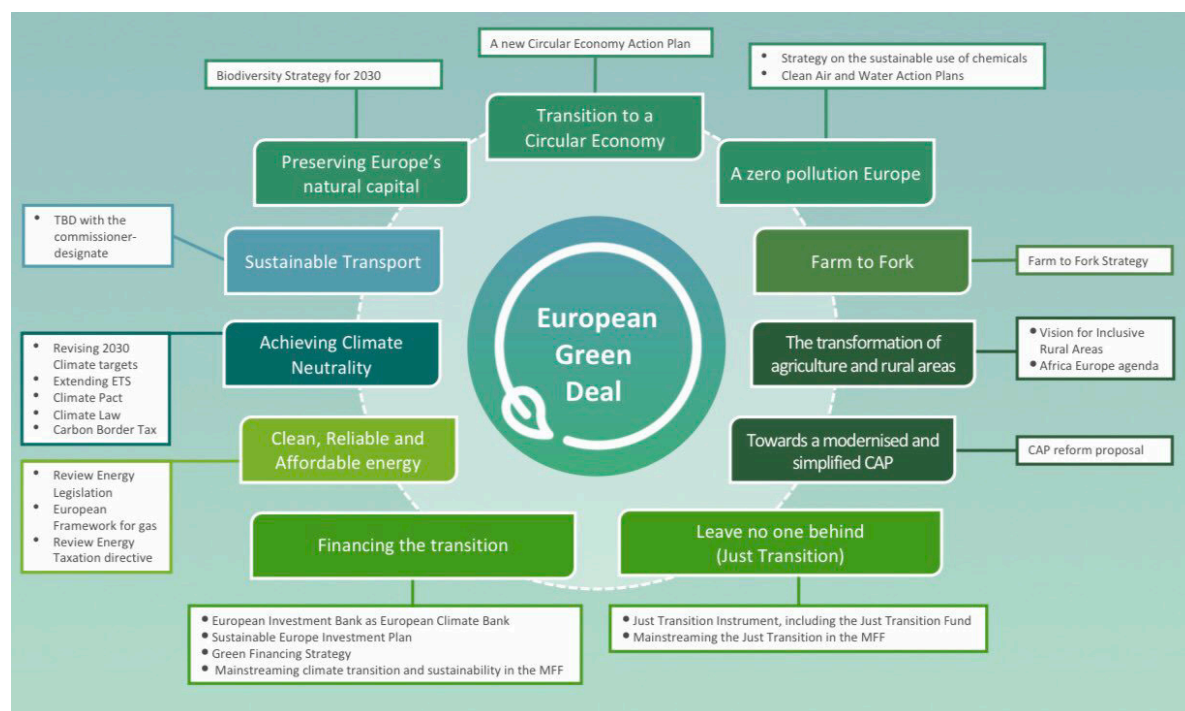 A new Circular Economy Action Plan
Biodiversity Strategy for 2030
• Strategy on the sustainable use of chemicals
• Clean Air and Water Action Plans
Transition to a
Circular Economy
Preserving Europe's
natural capital
A zero pollution Europe
• TBD with the
commissioner-
designate
Sustainable Transport
Farm to Fork
Farm to Fork Strategy
European
Green
Deal
• Revising 2030
Climate targets
• Extending ETS
• Climate Pact
• Climate Law
• Carbon Border Tax
Achieving Climate
Neutrality
The transformation of
agriculture and rural areas
• Vision for Inclusive
Rural Areas
• Africa Europe agenda
Clean, Reliable and
Affordable energy
Towards a modernised and
simplified CAP
CAP reform proposal
• Review Energy
Legislation
• European
Framework for gas
• Review Energy
Taxation directive
Financing the transition
Leave no one behind
(Just Transition)
• European Investment Bank as European Climate Bank
• Sustainable Europe Investment Plan
• Green Financing Strategy
• Mainstreaming climate transition and sustainability in the MFF
• Just Transition Instrument, including the Just Transition Fund
• Mainstreaming the Just Transition in the MFF